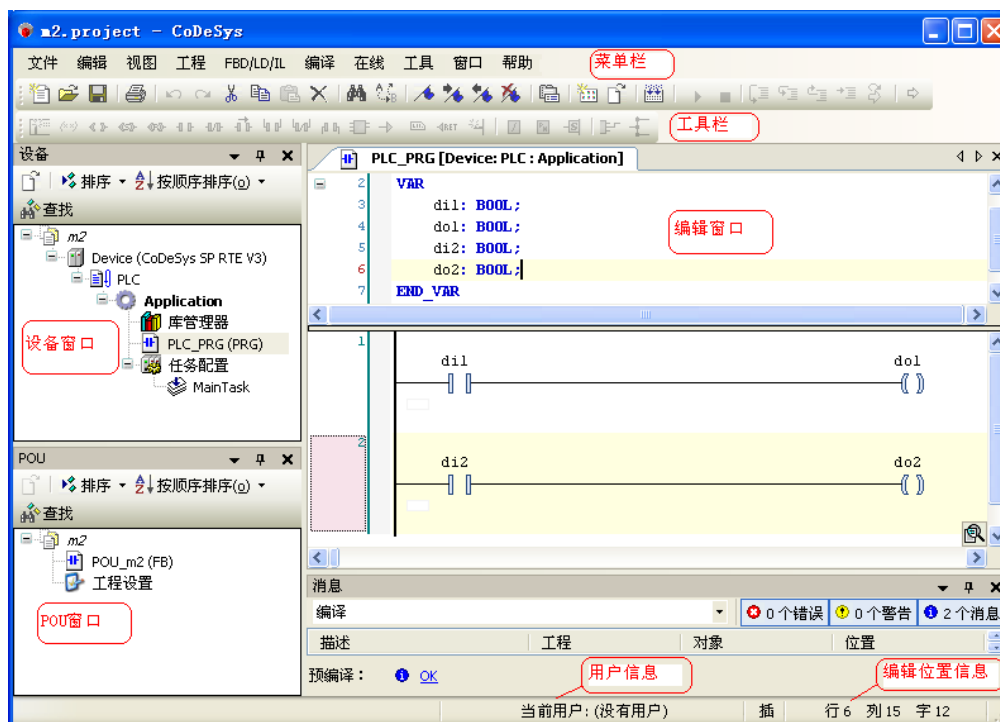 m2.project - CoDeSys
文件 编辑 视图 工程 FBD/LD/IL 编译 在线 工具 窗口 帮助
菜单栏
工具栏
设备
排序 按顺序排序(o)
查找
m2
Device (CoDeSys SP RTE V3)
PLC
Application
库管理器
PLC_PRG (PRG)
任务配置
MainTask
设备窗口
POU
排序 按顺序排序(o)
查找
m2
POU_m2 (FB)
工程设置
POU窗口
PLC_PRG [Device: PLC : Application]
2 VAR
3 di1: BOOL;
4 do1: BOOL;
5 di2: BOOL;
6 do2: BOOL;
7 END_VAR
编辑窗口
1
di1 do1
2
di2 do2
消息
编译 0 个错误 0 个警告 2 个消息
描述 工程 对象 位置
预编译： OK
用户信息
编辑位置信息
当前用户: (没有用户) 插 行 6 列 15 字 12